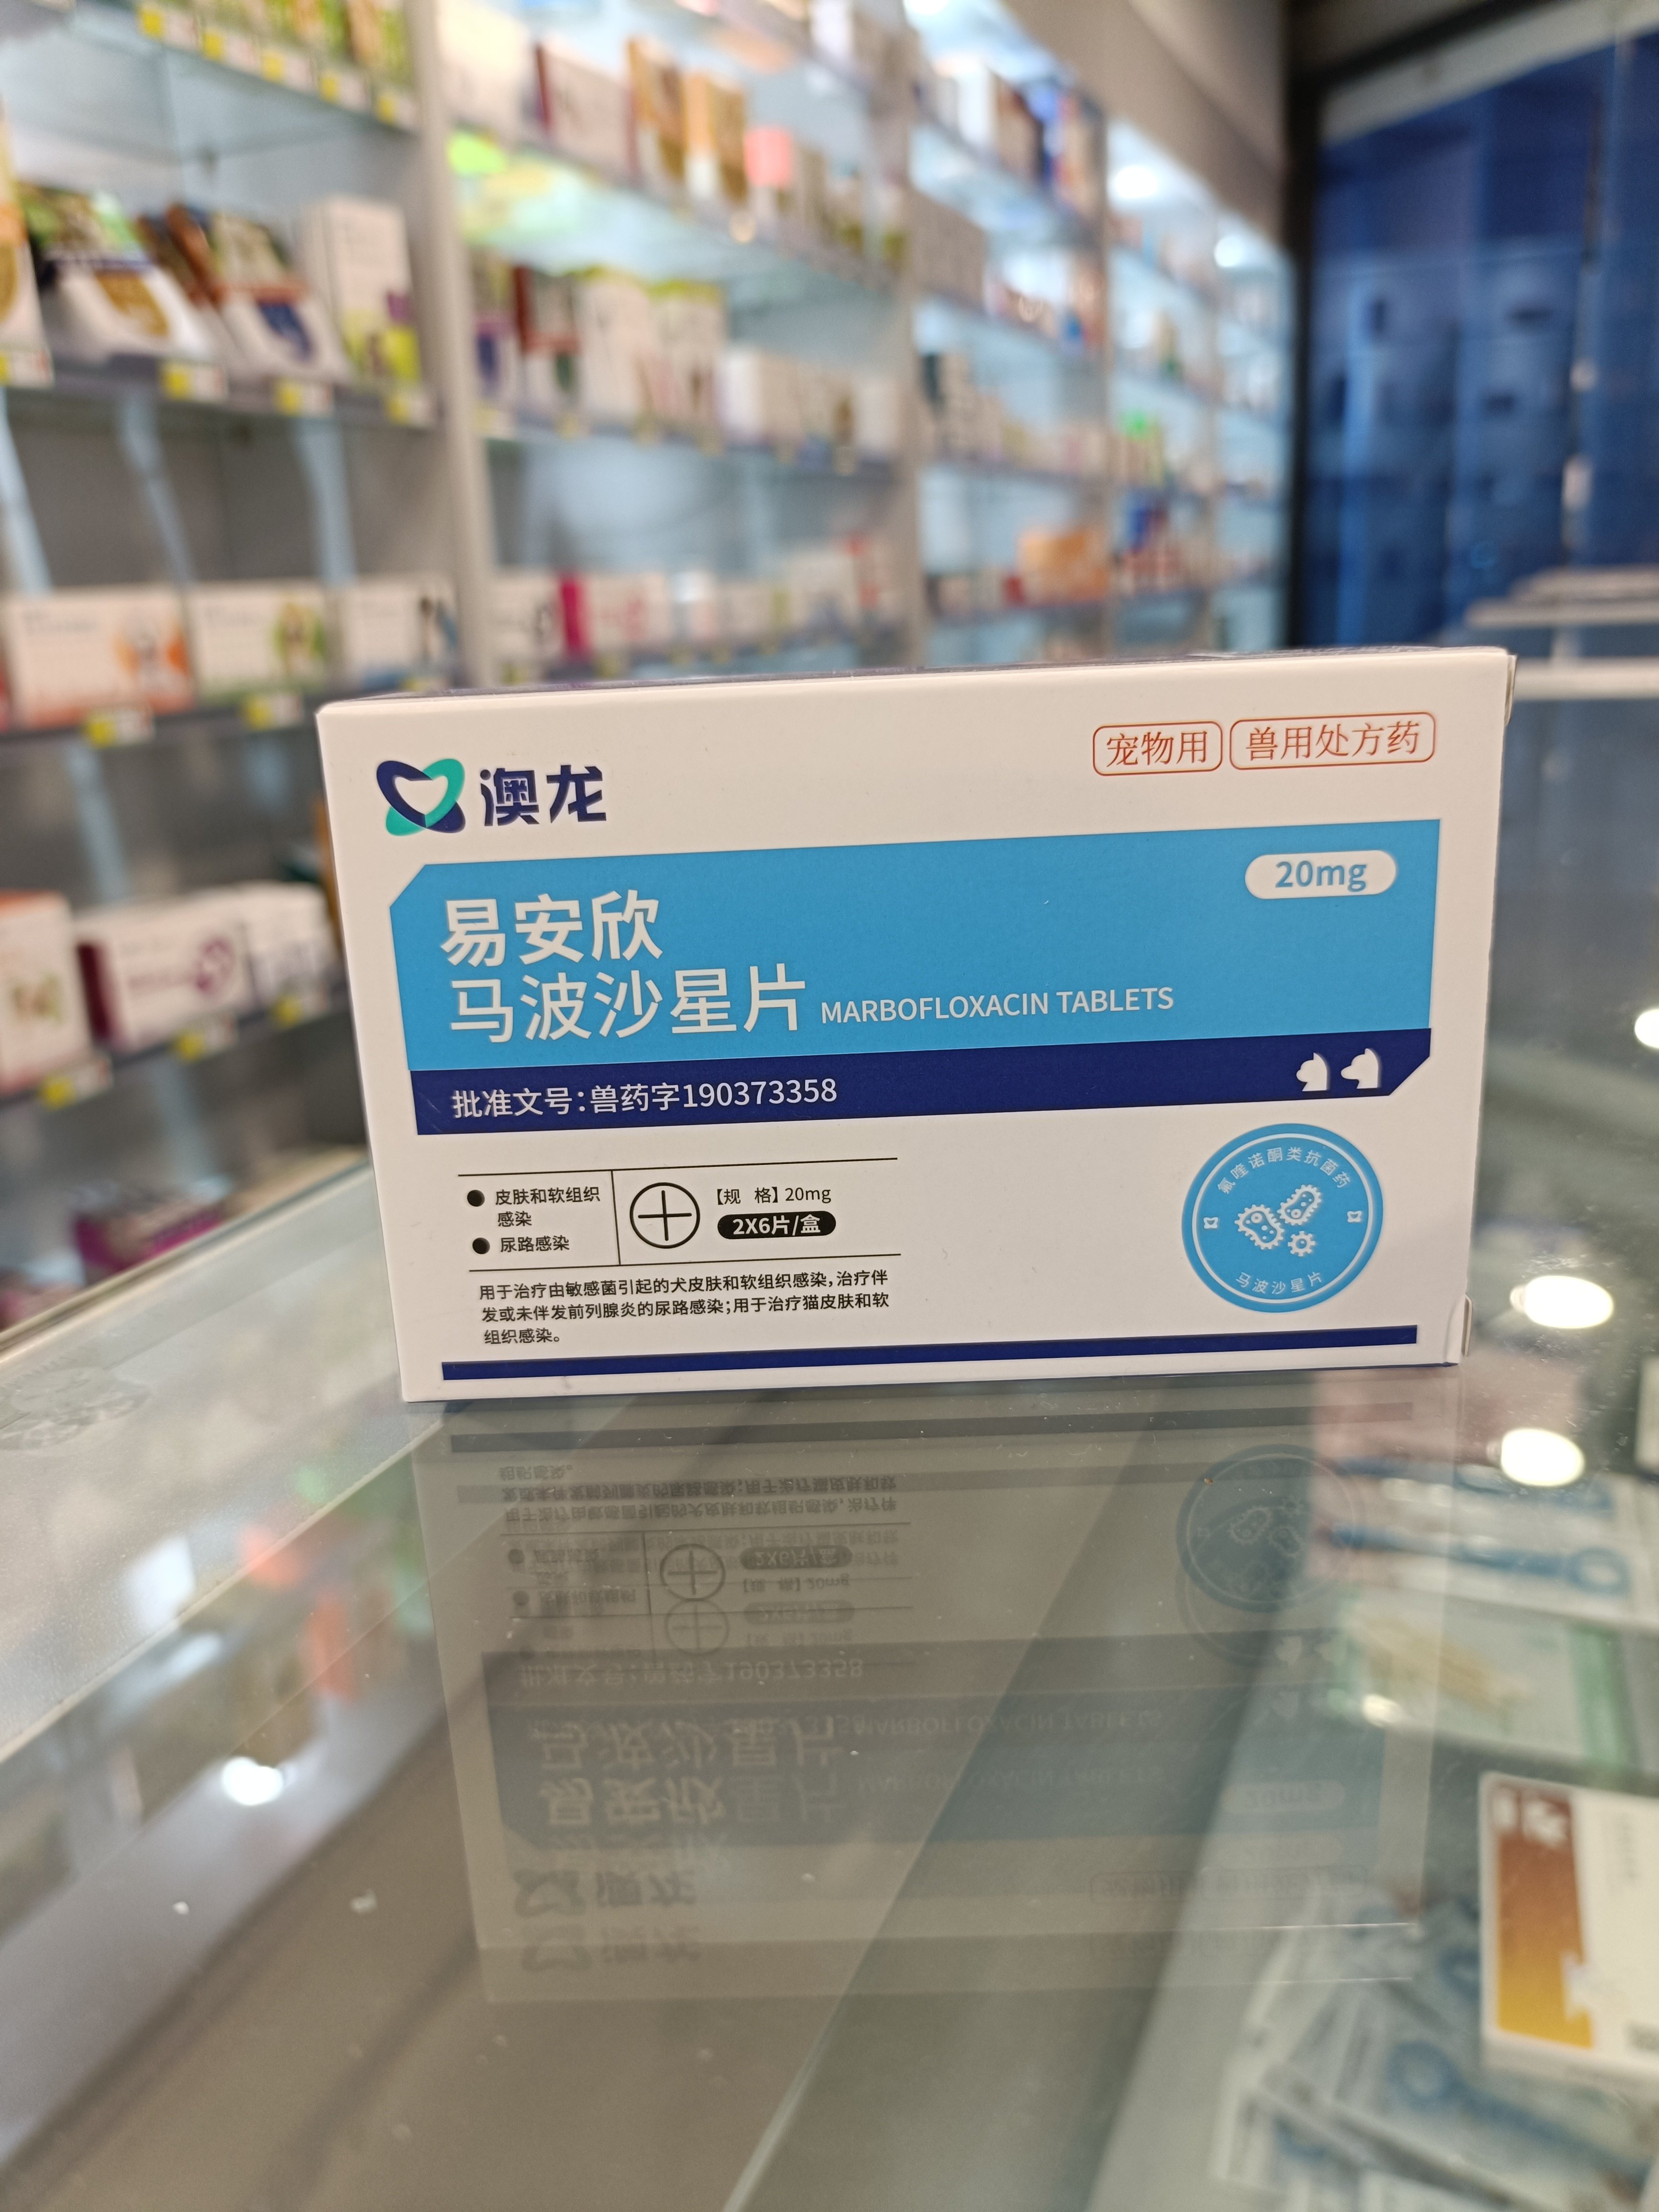 澳龙
宠物用 兽用处方药
20mg
易安欣
马波沙星片 MARBOFLOXACIN TABLETS
批准文号：兽药字190373358
● 皮肤和软组织
感染
● 尿路感染
【规 格】20mg
2X6片/盒
用于治疗由敏感菌引起的犬皮肤和软组织感染，治疗伴
发或未伴发前列腺炎的尿路感染；用于治疗猫皮肤和软
组织感染。
氟喹诺酮类抗菌药
马波沙星片